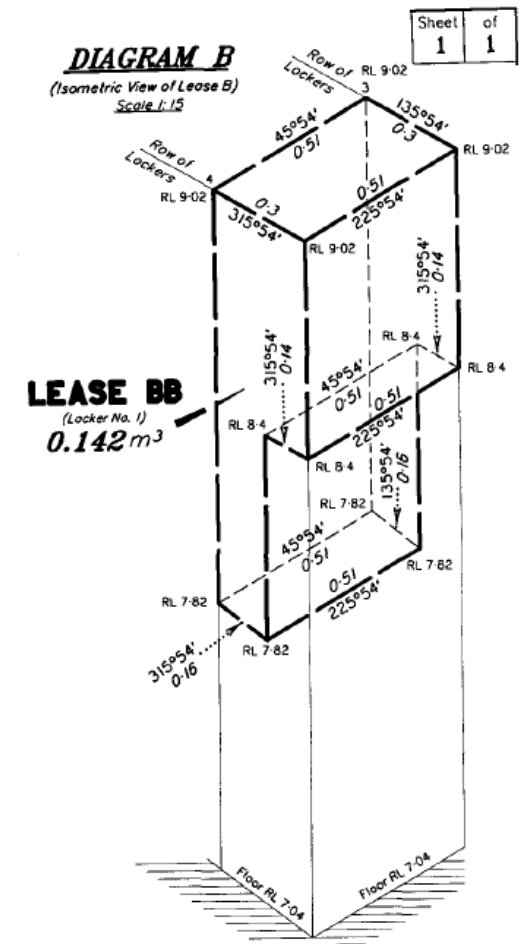 Sheet of
1 1
DIAGRAM B
(Isometric View of Lease B)
Scale 1:15
Row of
Lockers
RL 9·02
3
45°54'
0·51
135°54'
0·3
RL 9·02
Row of
Lockers
4
RL 9·02
0·3
315°54'
0·51
225°54'
RL 9·02
315°54'
0·14
315°54'
0·14
RL 8·4
45°54'
0·51
RL 8·4
LEASE BB
(Locker No. 1)
0.142 m³
RL 8·4
0·51
225°54'
RL 8·4
135°54'
0·16
RL 7·82
45°54'
0·51
RL 7·82
RL 7·82
0·51
225°54'
RL 7·82
315°54'
0·16
Floor RL 7·04
Floor RL 7·04